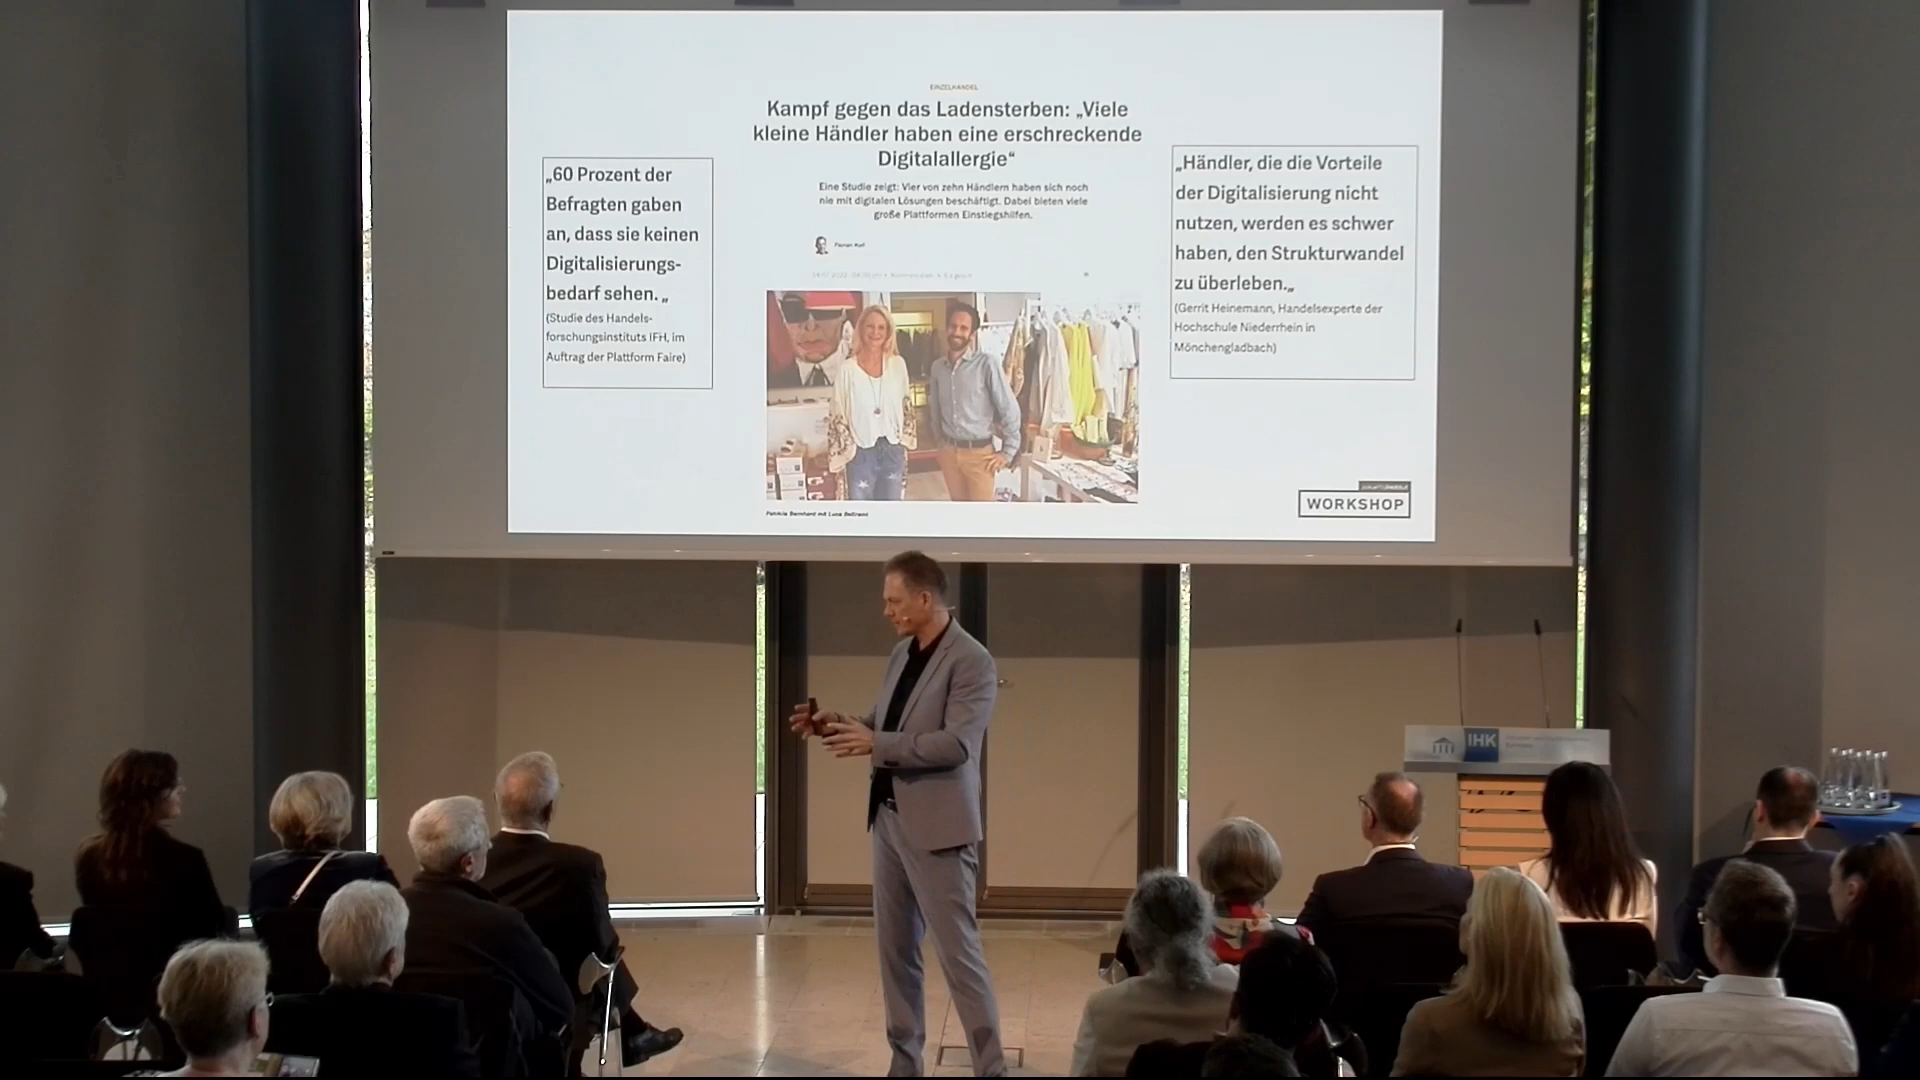 EINZELHANDEL
Kampf gegen das Ladensterben: „Viele
kleine Händler haben eine erschreckende
Digitalallergie“
Eine Studie zeigt: Vier von zehn Händlern haben sich noch
nie mit digitalen Lösungen beschäftigt. Dabei bieten viele
große Plattformen Einstiegshilfen.
„60 Prozent der
Befragten gaben
an, dass sie keinen
Digitalisierungs-
bedarf sehen. „
(Studie des Handels-
forschungsinstituts IFH, im
Auftrag der Plattform Faire)
„Händler, die die Vorteile
der Digitalisierung nicht
nutzen, werden es schwer
haben, den Strukturwandel
zu überleben.„
(Gerrit Heinemann, Handelsexperte der
Hochschule Niederrhein in
Mönchengladbach)
WORKSHOP
IHK